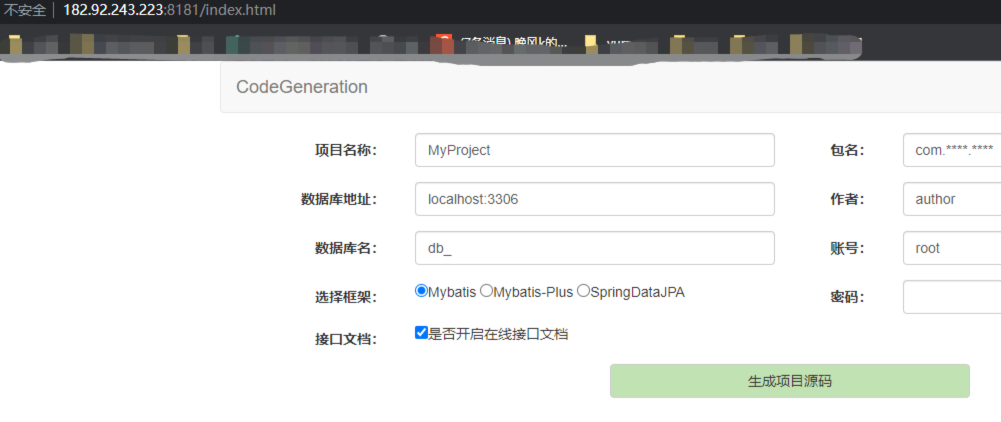 不安全 182.92.243.223:8181/index.html
CodeGeneration
项目名称： MyProject 包名： com.****.****
数据库地址： localhost:3306 作者： author
数据库名： db_ 账号： root
选择框架： Mybatis Mybatis-Plus SpringDataJPA 密码：
接口文档： 是否开启在线接口文档
生成项目源码